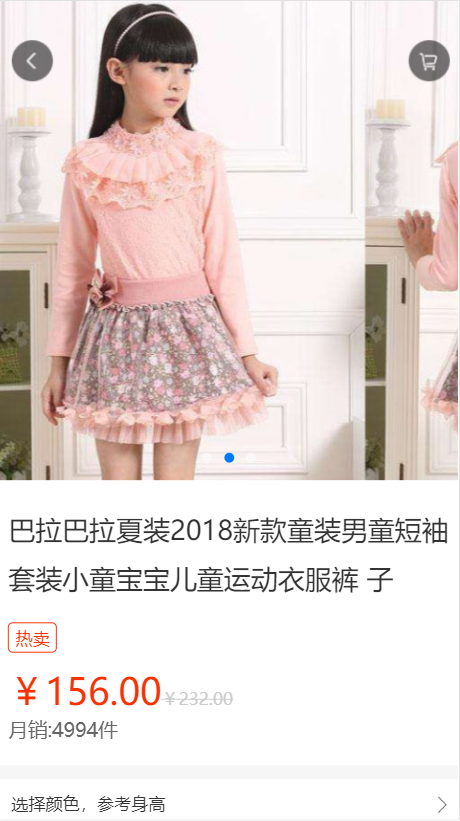 巴拉巴拉夏装2018新款童装男童短袖
套装小童宝宝儿童运动衣服裤 子
热卖
￥156.00 ￥232.00
月销:4994件
选择颜色，参考身高